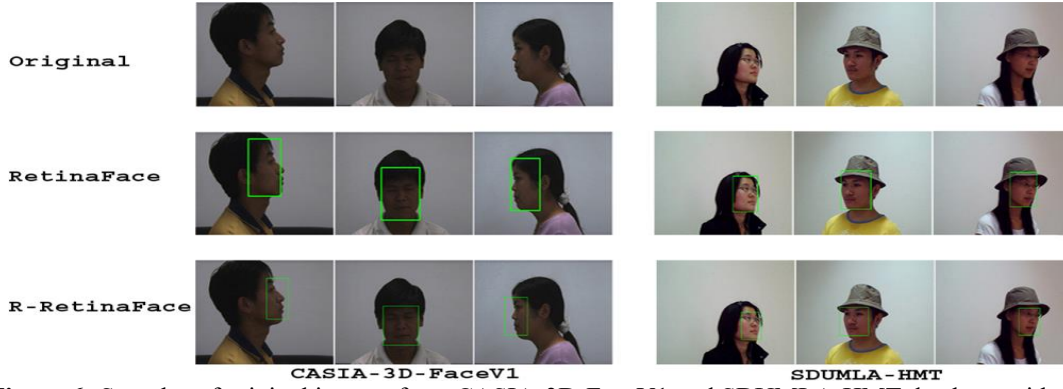 Original
RetinaFace
R-RetinaFace
CASIA-3D-FaceV1
SDUMLA-HMT